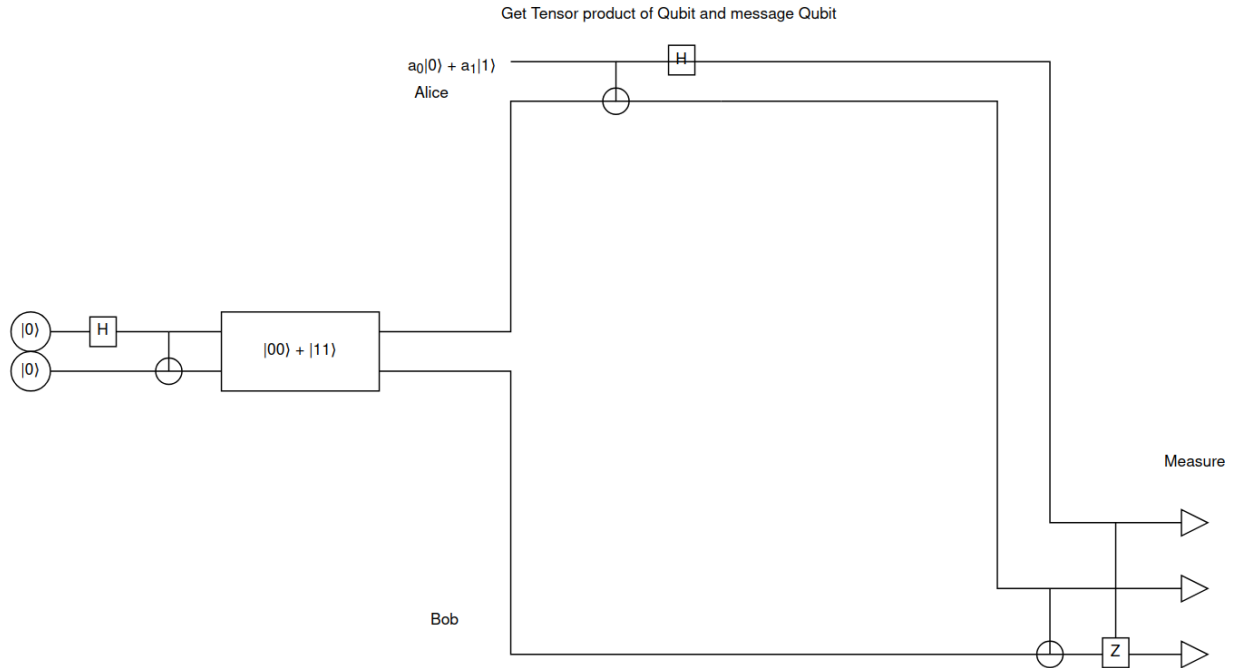 Get Tensor product of Qubit and message Qubit
a₀|0⟩ + a₁|1⟩
H
Alice
|0⟩
H
|00⟩ + |11⟩
|0⟩
Measure
Bob
Z